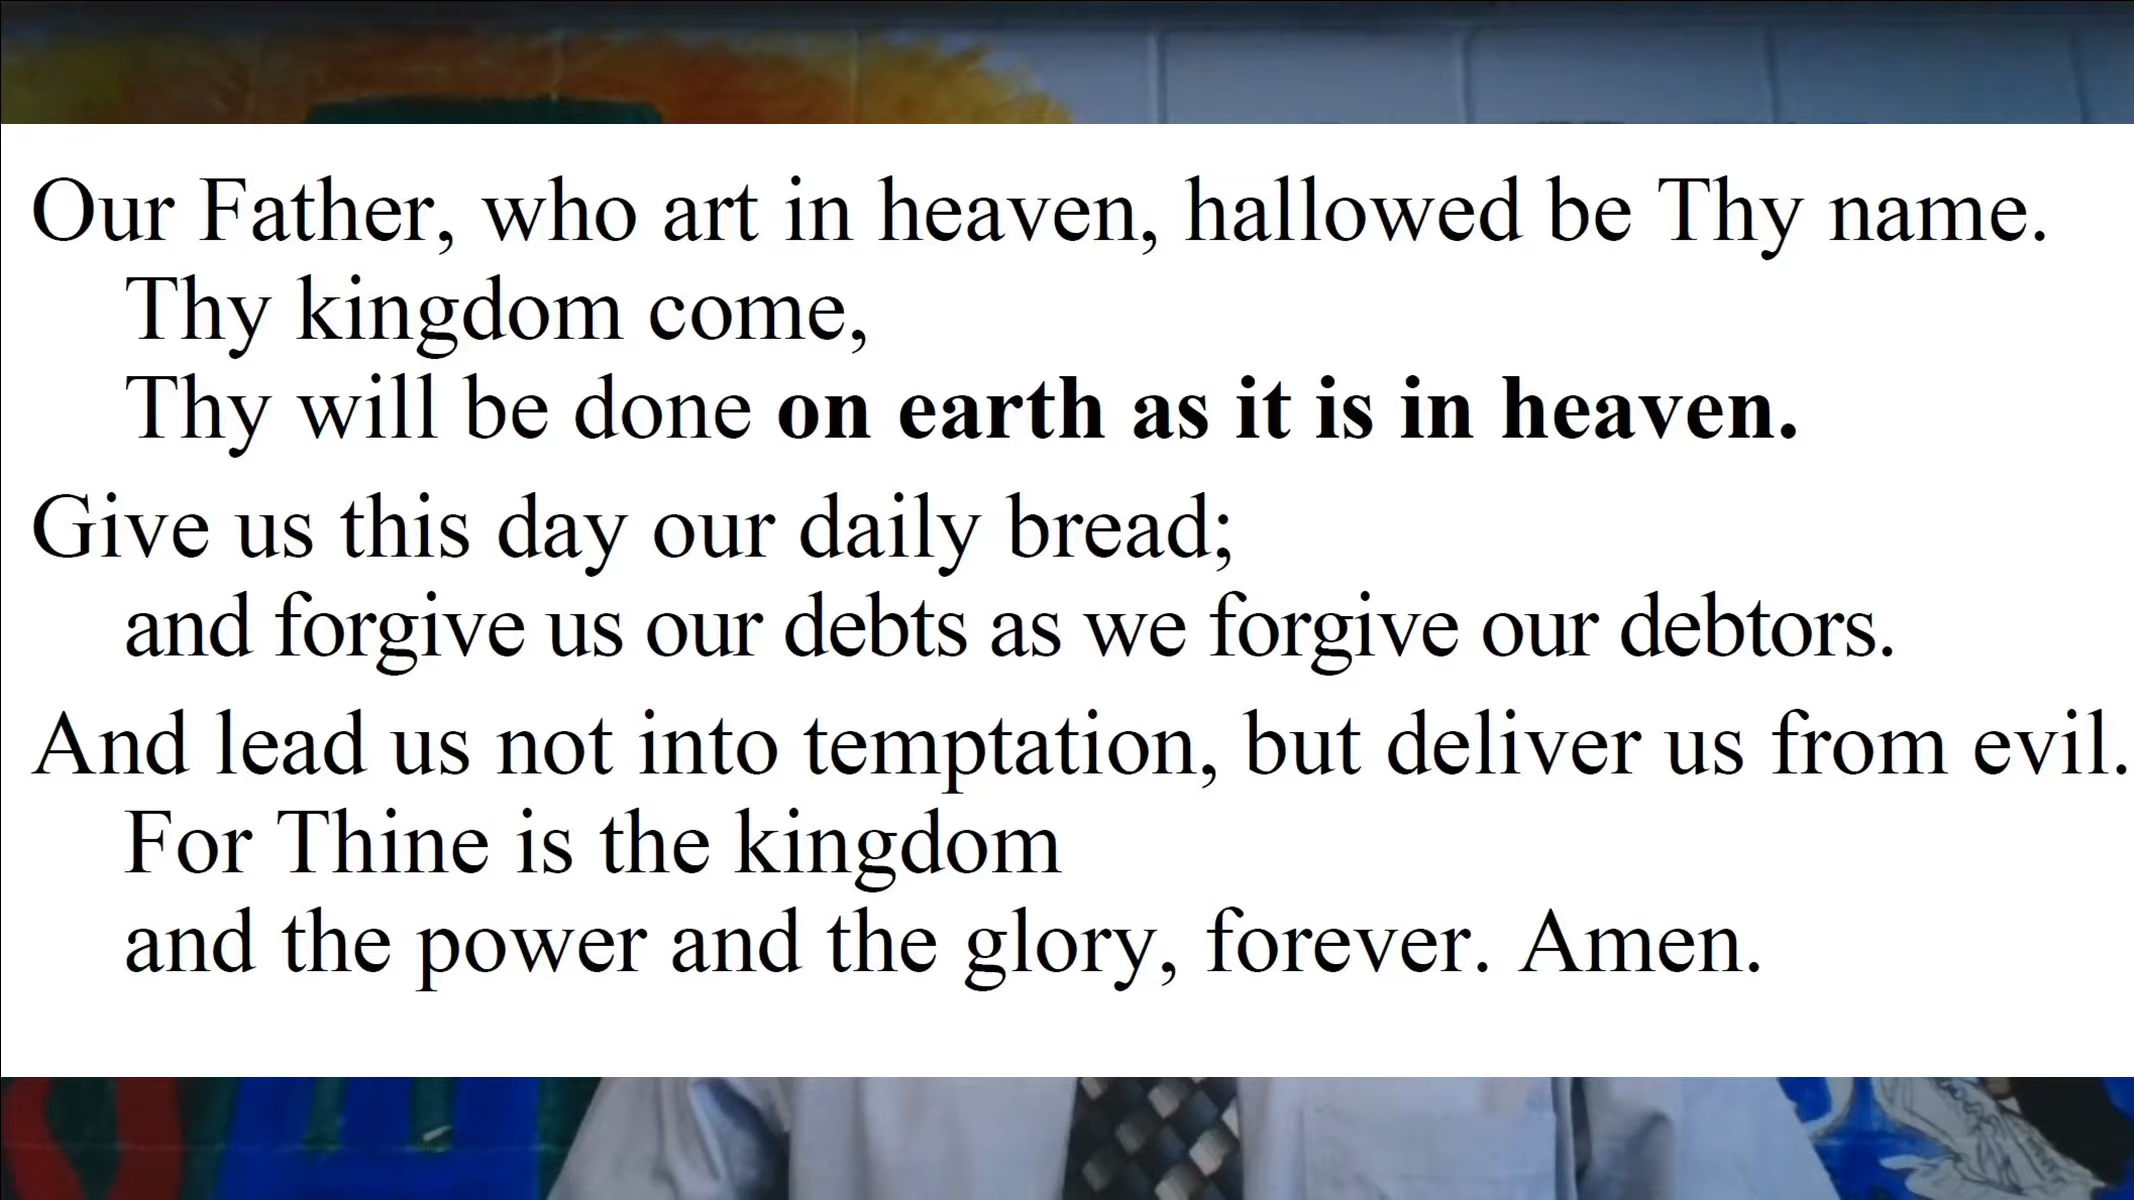 Our Father, who art in heaven, hallowed be Thy name.
Thy kingdom come,
Thy will be done on earth as it is in heaven.
Give us this day our daily bread;
and forgive us our debts as we forgive our debtors.
And lead us not into temptation, but deliver us from evil.
For Thine is the kingdom
and the power and the glory, forever. Amen.